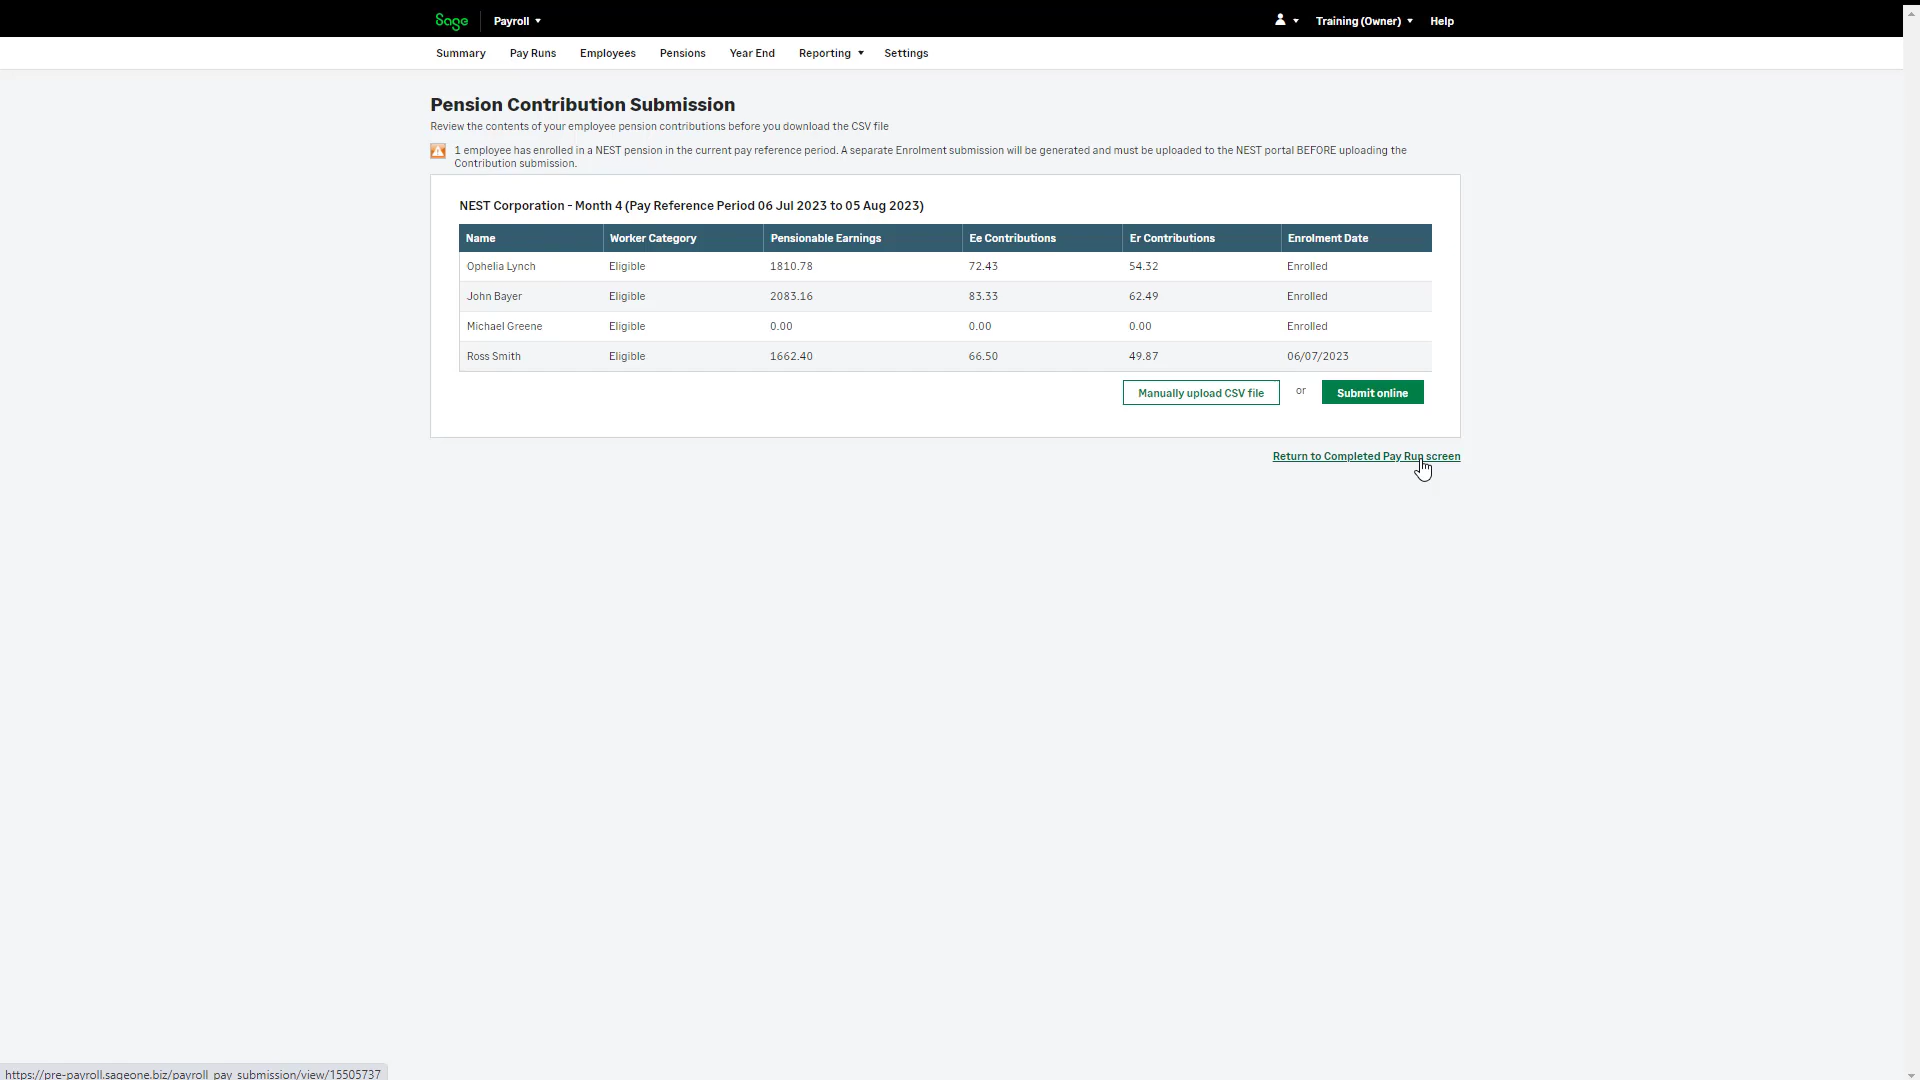 Sage Payroll Training (Owner) Help
Summary Pay Runs Employees Pensions Year End Reporting Settings
Pension Contribution Submission
Review the contents of your employee pension contributions before you download the CSV file
1 employee has enrolled in a NEST pension in the current pay reference period. A separate Enrolment submission will be generated and must be uploaded to the NEST portal BEFORE uploading the
Contribution submission.
NEST Corporation - Month 4 (Pay Reference Period 06 Jul 2023 to 05 Aug 2023)
Name Worker Category Pensionable Earnings Ee Contributions Er Contributions Enrolment Date
Ophelia Lynch Eligible 1810.78 72.43 54.32 Enrolled
John Bayer Eligible 2083.16 83.33 62.49 Enrolled
Michael Greene Eligible 0.00 0.00 0.00 Enrolled
Ross Smith Eligible 1662.40 66.50 49.87 06/07/2023
Manually upload CSV file or Submit online
Return to Completed Pay Run screen
https://pre-payroll.sageone.biz/payroll_pay_submission/view/15505737